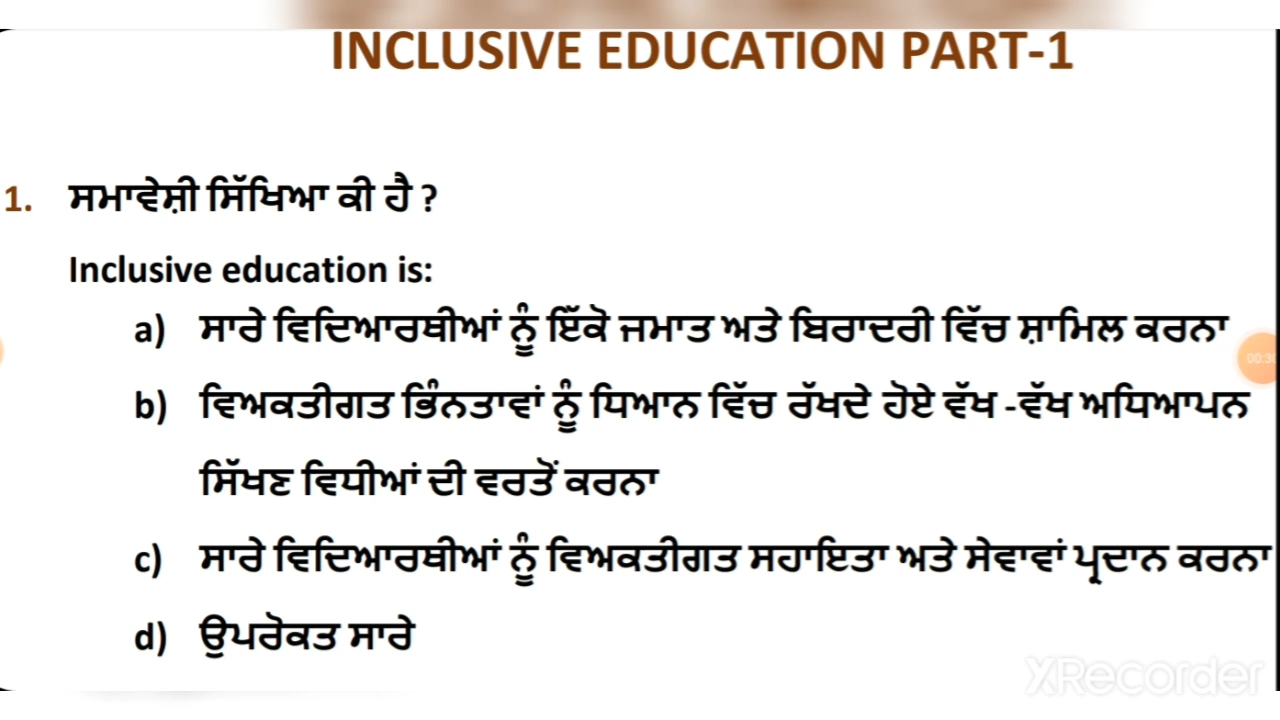 INCLUSIVE EDUCATION PART-1
1. ਸਮਾਵੇਸ਼ੀ ਸਿੱਖਿਆ ਕੀ ਹੈ ?
Inclusive education is:
a) ਸਾਰੇ ਵਿਦਿਆਰਥੀਆਂ ਨੂੰ ਇੱਕੋ ਜਮਾਤ ਅਤੇ ਬਿਰਾਦਰੀ ਵਿੱਚ ਸ਼ਾਮਿਲ ਕਰਨਾ
b) ਵਿਅਕਤੀਗਤ ਭਿੰਨਤਾਵਾਂ ਨੂੰ ਧਿਆਨ ਵਿੱਚ ਰੱਖਦੇ ਹੋਏ ਵੱਖ -ਵੱਖ ਅਧਿਆਪਨ
ਸਿੱਖਣ ਵਿਧੀਆਂ ਦੀ ਵਰਤੋਂ ਕਰਨਾ
c) ਸਾਰੇ ਵਿਦਿਆਰਥੀਆਂ ਨੂੰ ਵਿਅਕਤੀਗਤ ਸਹਾਇਤਾ ਅਤੇ ਸੇਵਾਵਾਂ ਪ੍ਰਦਾਨ ਕਰਨਾ
d) ਉਪਰੋਕਤ ਸਾਰੇ
XRecorder